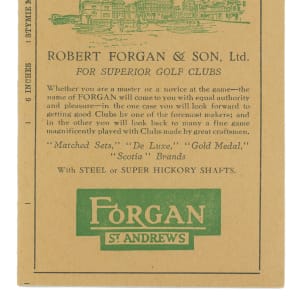 1 STYMIE M
6 INCHES
ROBERT FORGAN & SON, Ltd.
FOR SUPERIOR GOLF CLUBS
Whether you are a master or a novice at the game—the
name of FORGAN will come to you with equal authority
and pleasure—in the one case you will look forward to
getting good Clubs by one of the foremost makers; and
in the other you will look back to many a fine game
magnificently played with Clubs made by great craftsmen.
"Matched Sets," "De Luxe," "Gold Medal,"
"Scotia" Brands
With STEEL or SUPER HICKORY SHAFTS.
FORGAN
ST ANDREWS